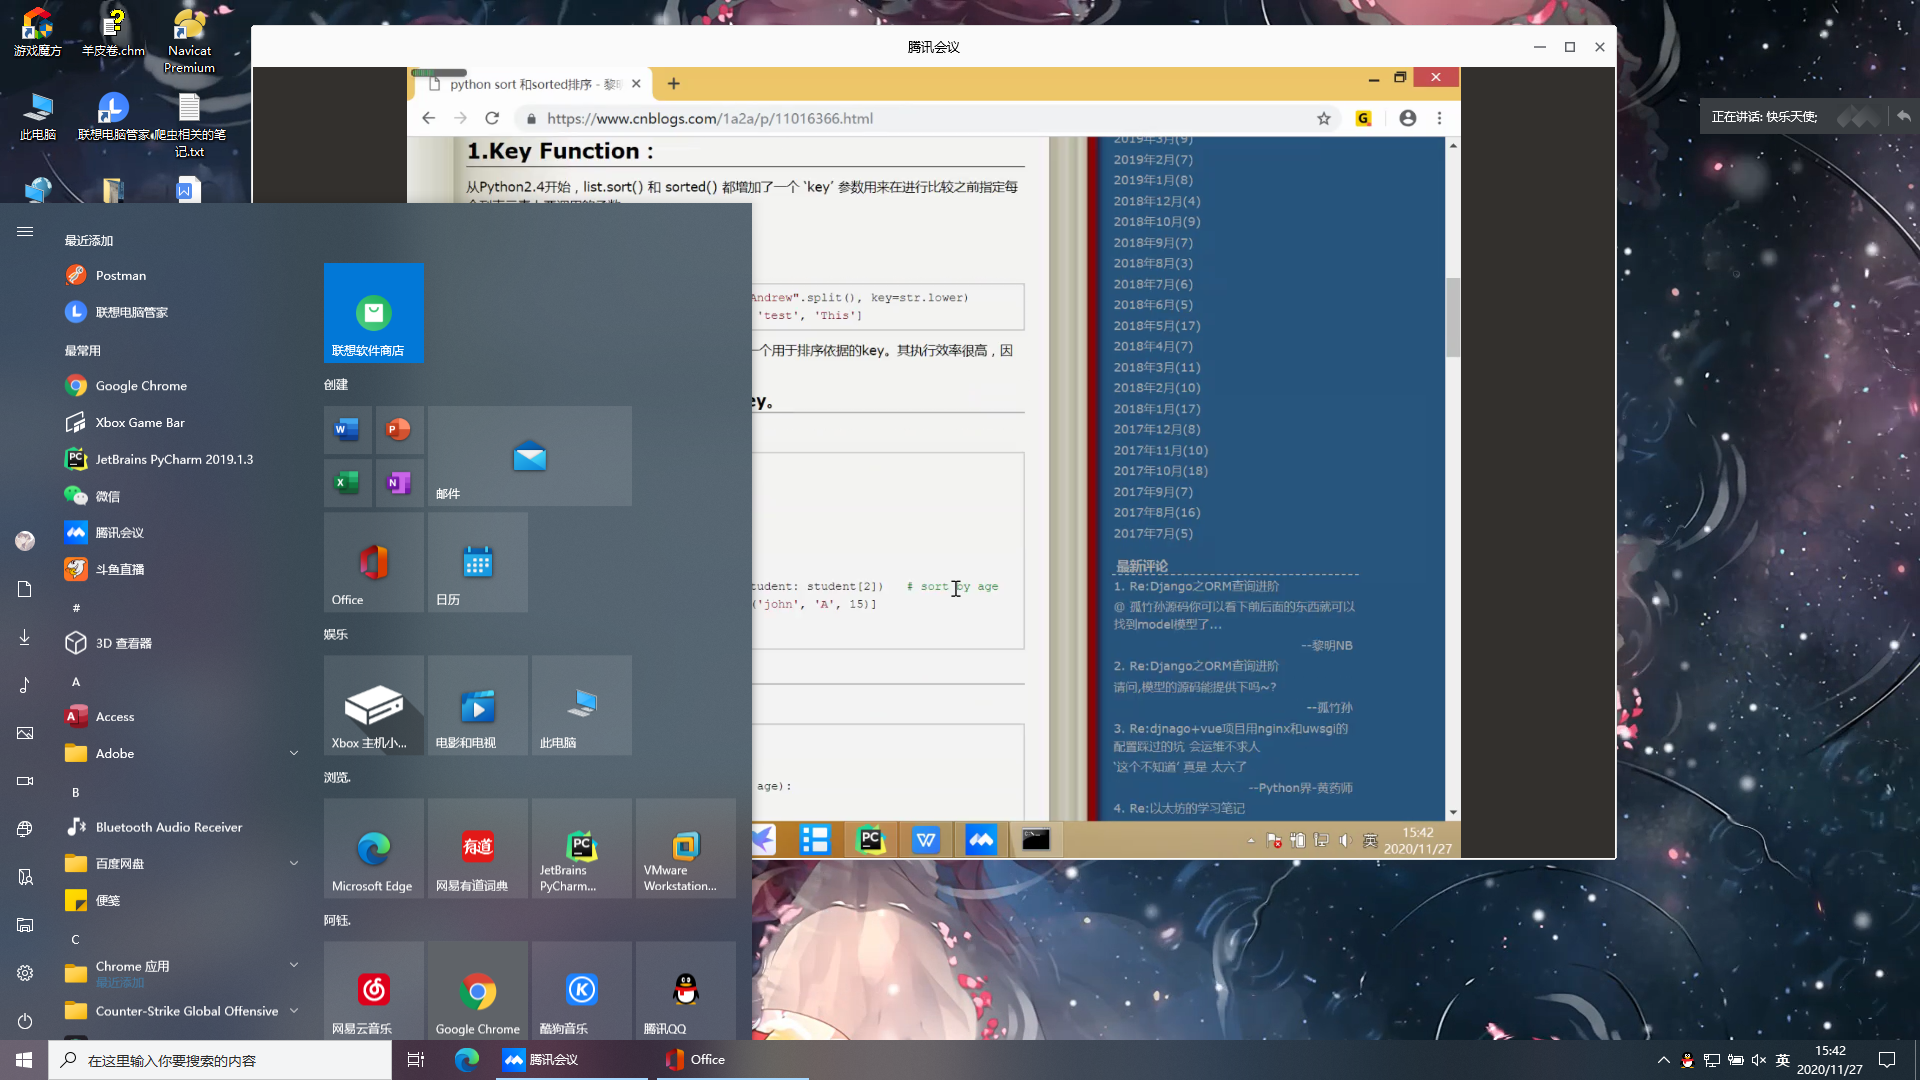 游戏魔方
羊皮卷.chm
Navicat
Premium
此电脑
联想电脑管家
爬虫相关的笔
记.txt
腾讯会议
python sort 和sorted排序 - 黎
https://www.cnblogs.com/1a2a/p/11016366.html
1.Key Function :
从Python2.4开始，list.sort() 和 sorted() 都增加了一个 `key’ 参数用来在进行比较之前指定每
Andrew".split(), key=str.lower)
'test', 'This']
一个用于排序依据的key。其执行效率很高，因
ey。
tudent: student[2])   # sort by age
('john', 'A', 15)]
age):
2019年3月(9)
2019年2月(7)
2019年1月(8)
2018年12月(4)
2018年10月(9)
2018年9月(7)
2018年8月(3)
2018年7月(6)
2018年6月(5)
2018年5月(17)
2018年4月(7)
2018年3月(11)
2018年2月(10)
2018年1月(17)
2017年12月(8)
2017年11月(10)
2017年10月(18)
2017年9月(7)
2017年8月(16)
2017年7月(5)
最新评论
1. Re:Django之ORM查询进阶
@ 孤竹孙源码你可以看下前后面的东西就可以
找到model模型了...
--黎明NB
2. Re:Django之ORM查询进阶
请问,模型的源码能提供下吗~?
--孤竹孙
3. Re:djnago+vue项目用nginx和uwsgi的
配置踩过的坑 会运维不求人
‘这个不知道’ 真是 太六了
--Python界-黄药师
4. Re:以太坊的学习笔记
英
15:42
2020/11/27
正在讲话: 快乐天使;
最近添加
Postman
联想电脑管家
最常用
Google Chrome
Xbox Game Bar
JetBrains PyCharm 2019.1.3
微信
腾讯会议
斗鱼直播
#
3D 查看器
A
Access
Adobe
B
Bluetooth Audio Receiver
百度网盘
便笺
C
Chrome 应用
最近添加
Counter-Strike Global Offensive
联想软件商店
创建
邮件
Office
日历
娱乐
Xbox 主机小...
电影和电视
此电脑
浏览.
Microsoft Edge
有道
网易有道词典
JetBrains
PyCharm...
VMware
Workstation...
阿钰.
网易云音乐
Google Chrome
酷狗音乐
腾讯QQ
在这里输入你要搜索的内容
腾讯会议
Office
英
15:42
2020/11/27